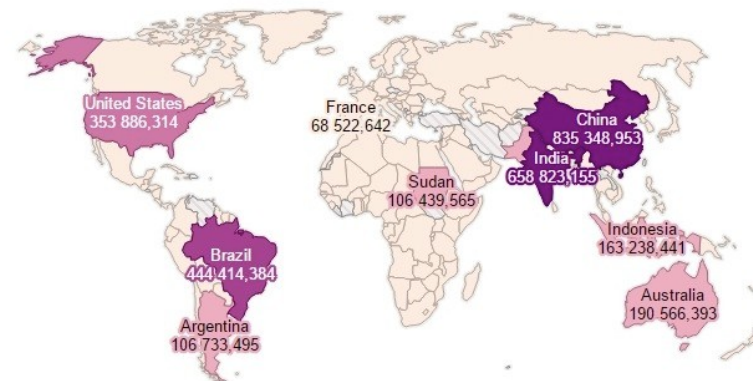 United States
353 886,314
France
68 522,642
China
835 348,953
India
658 823,155
Sudan
106 439,565
Indonesia
163 238,441
Brazil
444 414,384
Australia
190 566,393
Argentina
106 733,495